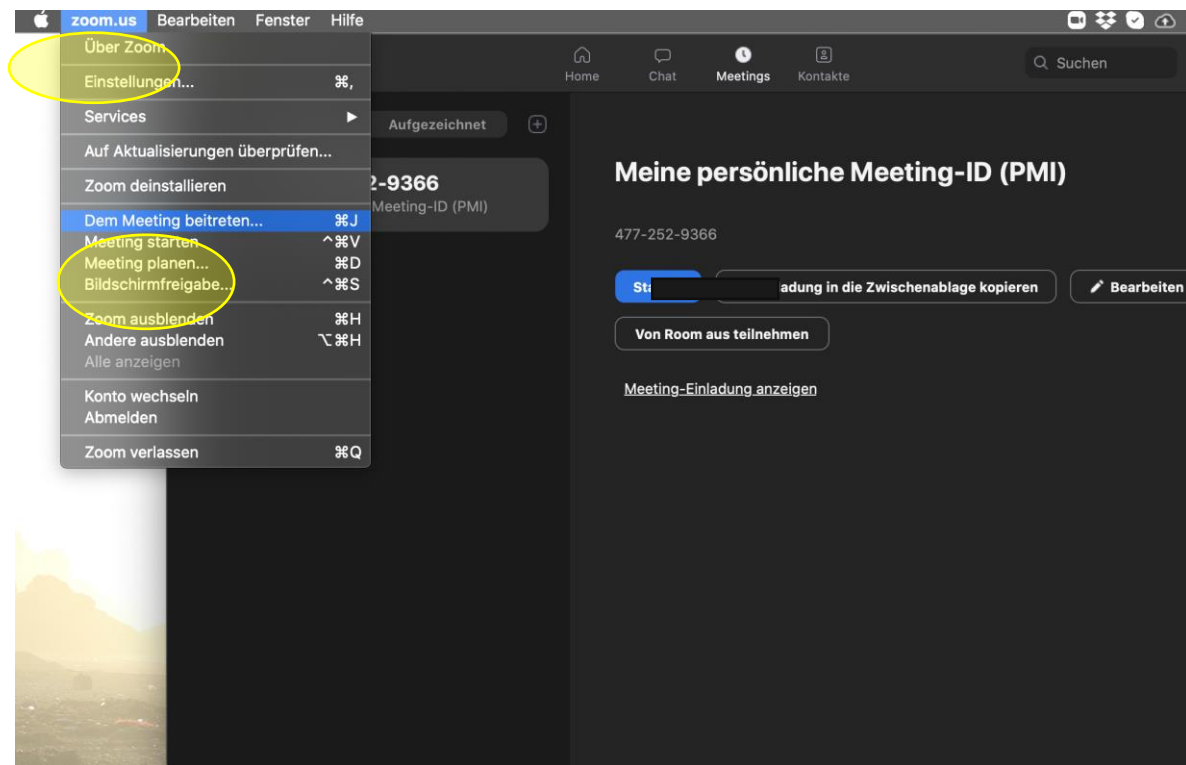 zoom.us Bearbeiten Fenster Hilfe
Über Zoom
Einstellungen... ⌘,
Services ▶
Auf Aktualisierungen überprüfen...
Zoom deinstallieren
Dem Meeting beitreten... ⌘J
Meeting starten ^⌘V
Meeting planen... ⌘D
Bildschirmfreigabe... ^⌘S
Zoom ausblenden ⌘H
Andere ausblenden ⌥⌘H
Alle anzeigen
Konto wechseln
Abmelden
Zoom verlassen ⌘Q
Home Chat Meetings Kontakte
Suchen
Aufgezeichnet
2-9366
Meeting-ID (PMI)
Meine persönliche Meeting-ID (PMI)
477-252-9366
in die Zwischenablage kopieren
Bearbeiten
Von Room aus teilnehmen
Meeting-Einladung anzeigen